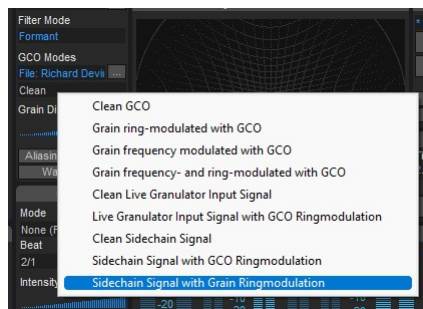 Filter Mode
Formant
GCO Modes
File: Richard Devi
...
Clean
Grain Di
Clean GCO
Grain ring-modulated with GCO
Grain frequency modulated with GCO
Grain frequency- and ring-modulated with GCO
Clean Live Granulator Input Signal
Live Granulator Input Signal with GCO Ringmodulation
Clean Sidechain Signal
Sidechain Signal with GCO Ringmodulation
Sidechain Signal with Grain Ringmodulation
Aliasin
Wa
Mode
None (F
Beat
2/1
Intensity
-20
-10
-20
-10